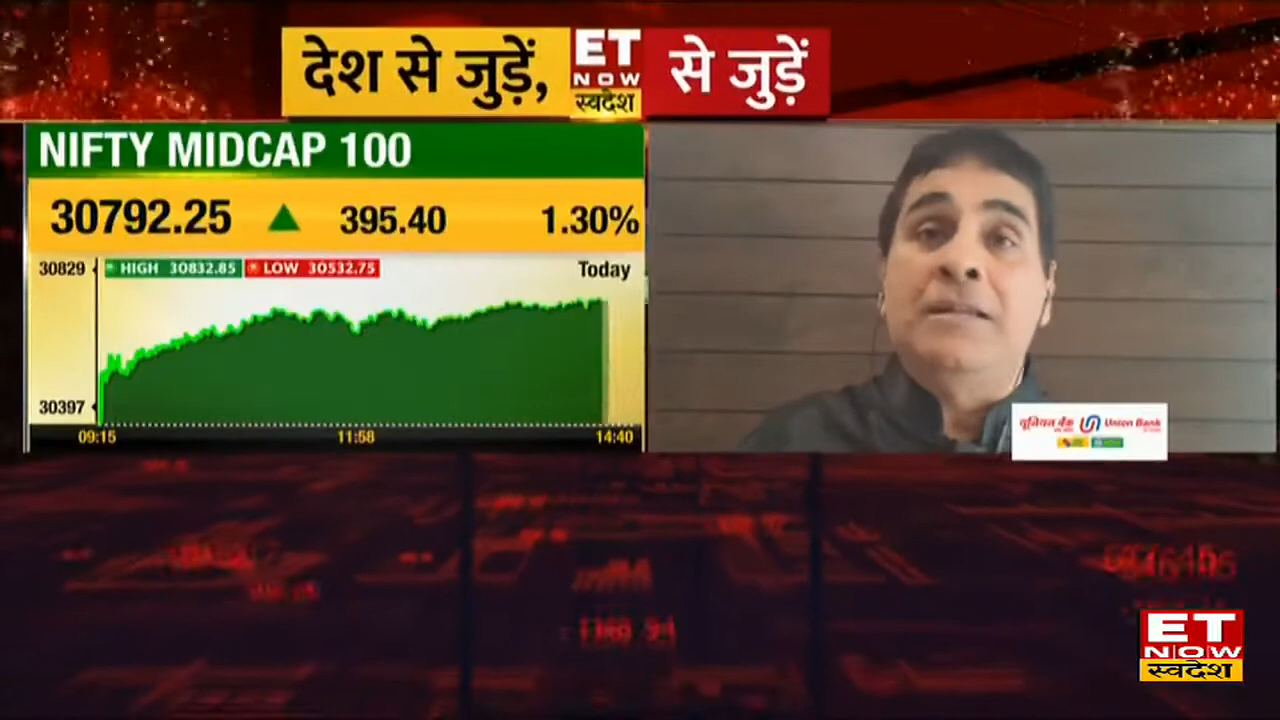 देश से जुड़ें, ET NOW स्वदेश से जुड़ें
NIFTY MIDCAP 100
30792.25 ▲ 395.40 1.30%
30829 HIGH 30832.85 LOW 30532.75 Today
30397
09:15 11:58 14:40
यूनियन बैंक Union Bank
ET
NOW
स्वदेश